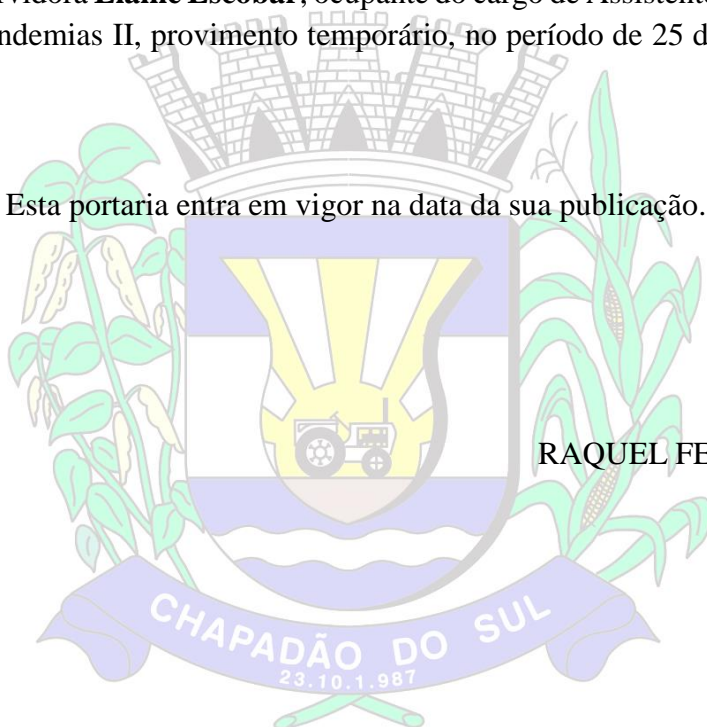 rvidora Elaine Escobar, ocupante do cargo de Assistente
ndemias II, provimento temporário, no período de 25 d
Esta portaria entra em vigor na data da sua publicação.
RAQUEL FE
CHAPADÃO DO SUL
23.10.1.987